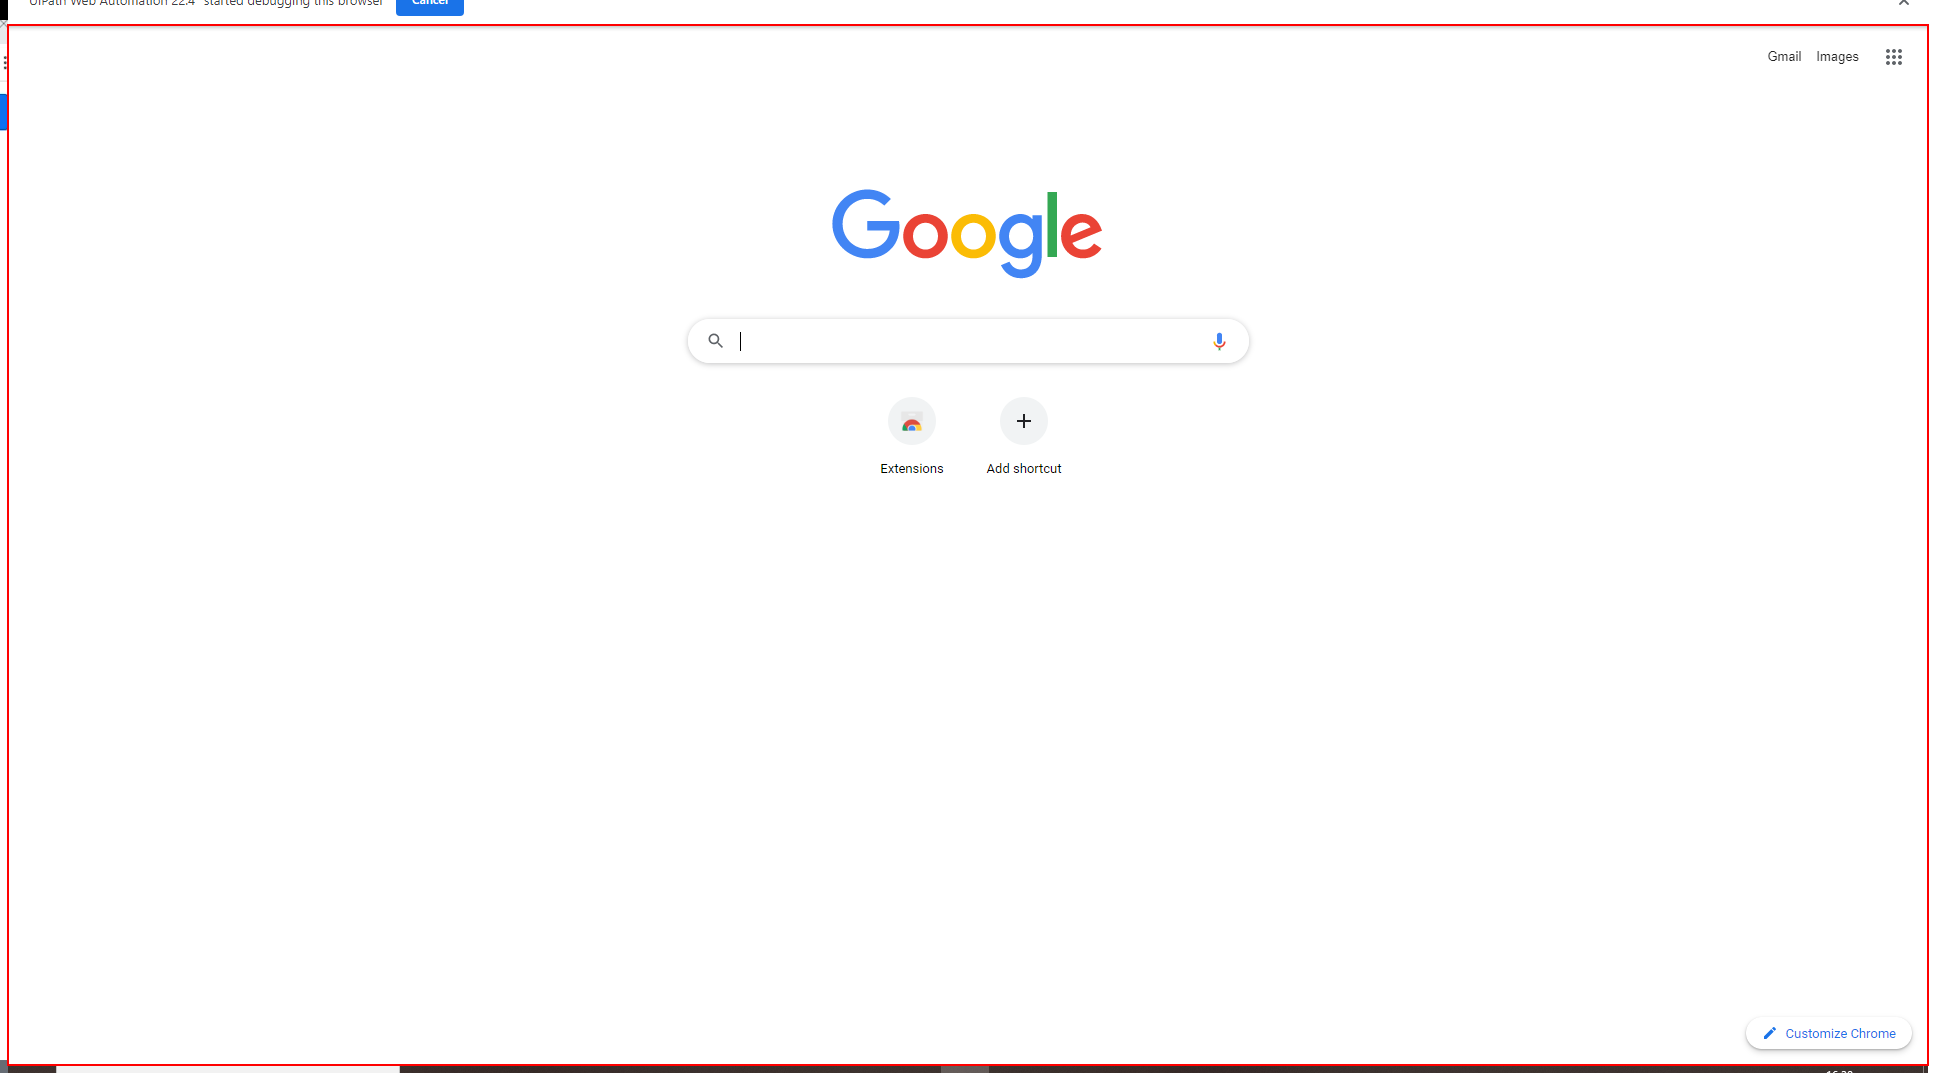 UiPath Web Automation 22.4" started debugging this browser Cancel
Gmail Images
Google
Extensions Add shortcut
Customize Chrome